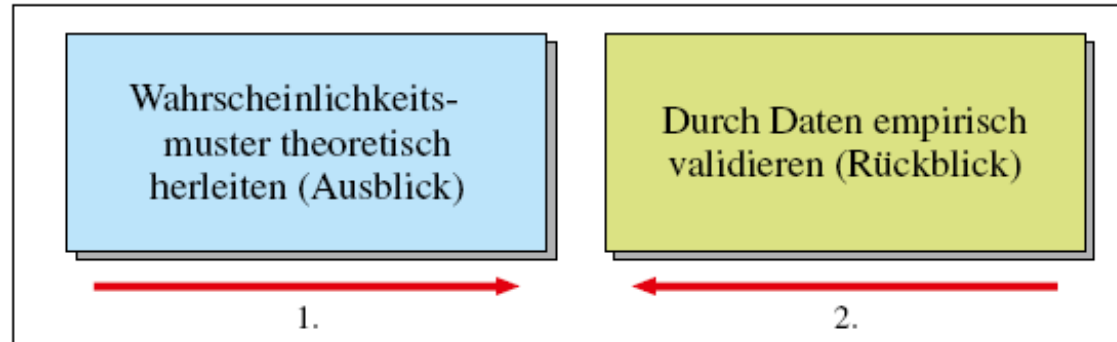 Wahrscheinlichkeits-
muster theoretisch
herleiten (Ausblick)
Durch Daten empirisch
validieren (Rückblick)
1.
2.